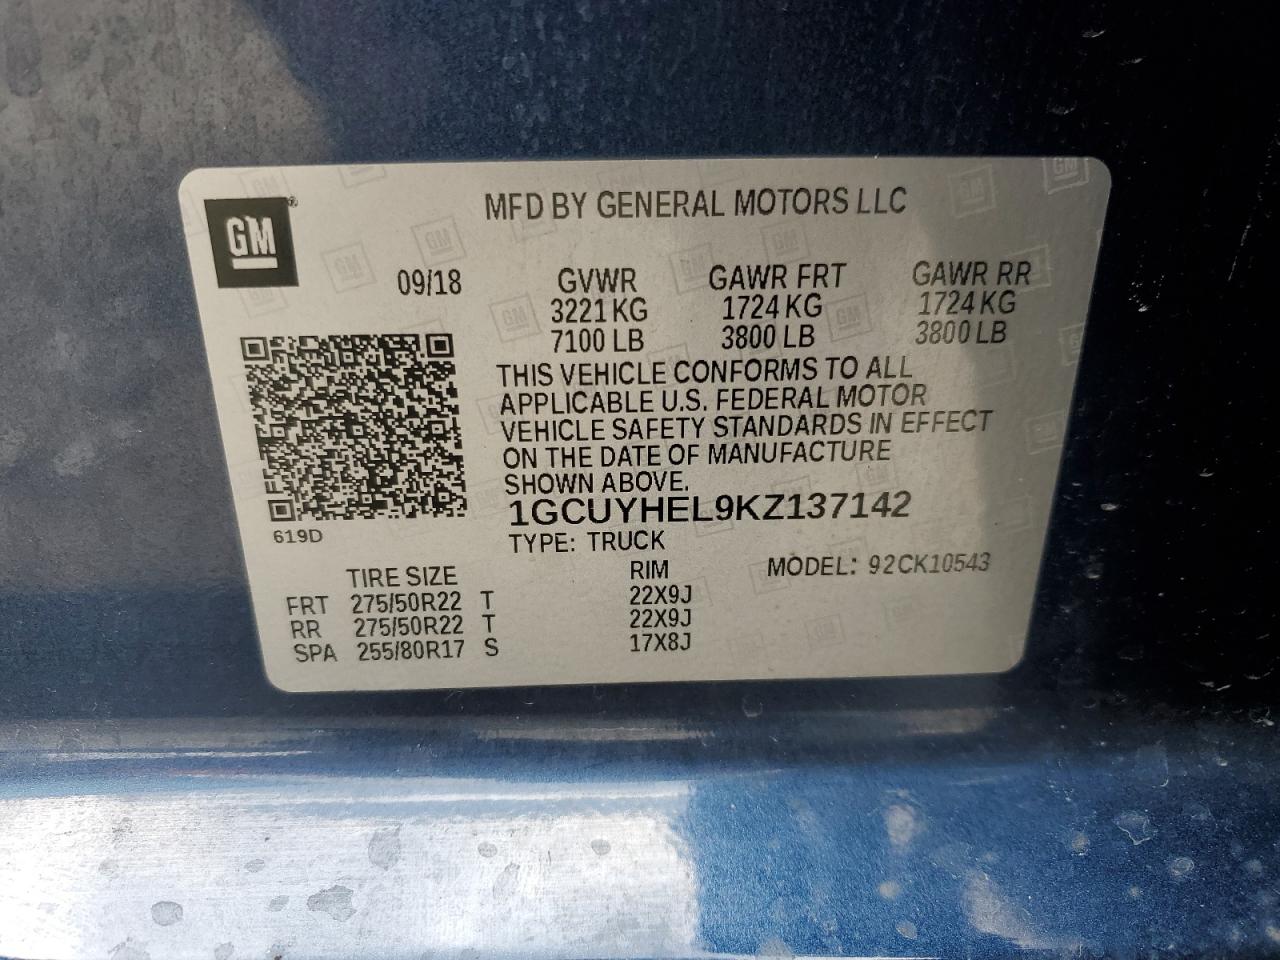 GM
MFD BY GENERAL MOTORS LLC
09/18 GVWR GAWR FRT GAWR RR
3221 KG 1724 KG 1724 KG
7100 LB 3800 LB 3800 LB
THIS VEHICLE CONFORMS TO ALL
APPLICABLE U.S. FEDERAL MOTOR
VEHICLE SAFETY STANDARDS IN EFFECT
ON THE DATE OF MANUFACTURE
SHOWN ABOVE.
1GCUYHEL9KZ137142
619D
TYPE: TRUCK
TIRE SIZE RIM MODEL: 92CK10543
FRT 275/50R22 T 22X9J
RR 275/50R22 T 22X9J
SPA 255/80R17 S 17X8J